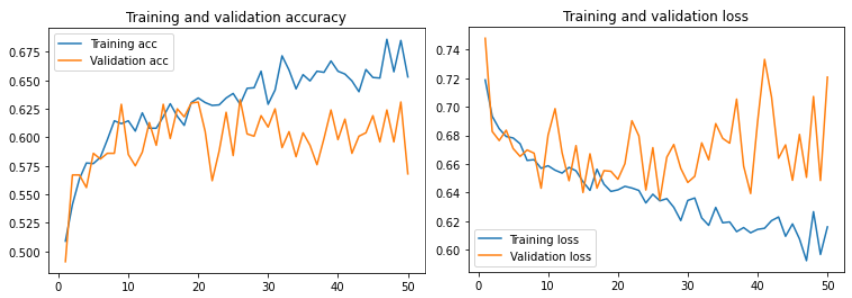 Training and validation accuracy
Training acc
Validation acc
0.675
0.650
0.625
0.600
0.575
0.550
0.525
0.500
0 10 20 30 40 50
Training and validation loss
0.74
0.72
0.70
0.68
0.66
0.64
0.62
0.60
Training loss
Validation loss
0 10 20 30 40 50